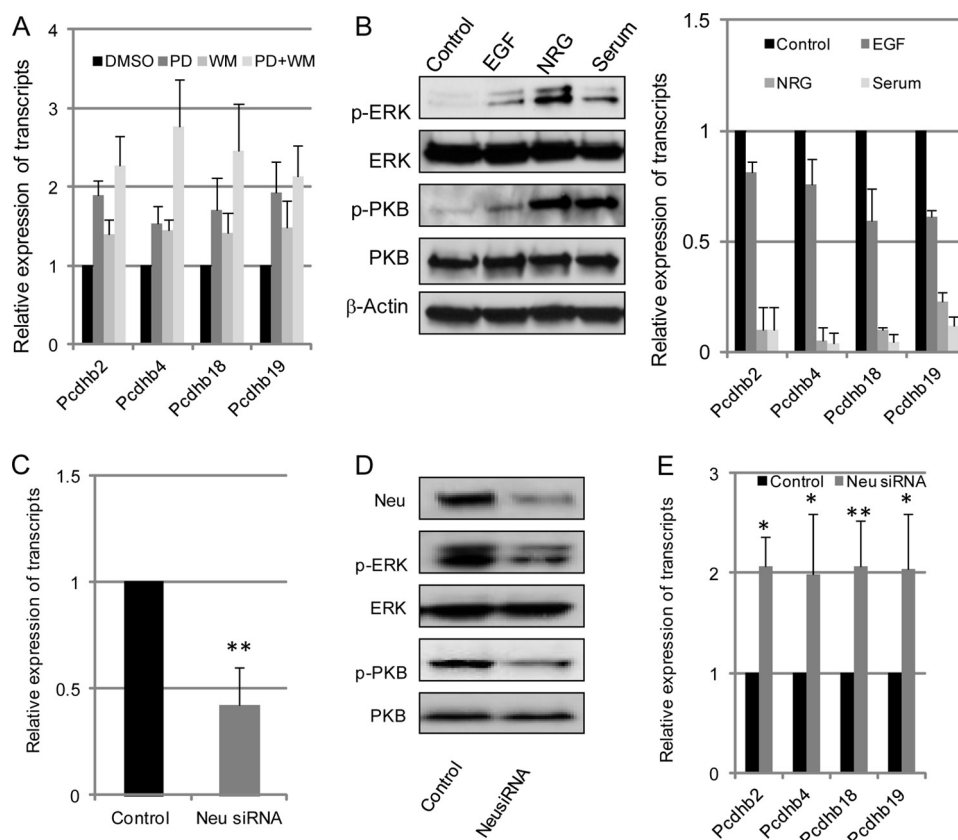 A
Relative expression of transcripts
DMSO PD WM PD+WM
4
3
2
1
0
Pcdhb2
Pcdhb4
Pcdhb18
Pcdhb19
B
Control
EGF
NRG
Serum
p-ERK
ERK
p-PKB
PKB
β-Actin
Relative expression of transcripts
Control EGF
NRG Serum
1
0.5
0
Pcdhb2
Pcdhb4
Pcdhb18
Pcdhb19
C
Relative expression of transcripts
1.5
1
0.5
0
**
Control Neu siRNA
D
Neu
p-ERK
ERK
p-PKB
PKB
Control
NeusiRNA
E
Relative expression of transcripts
Control Neu siRNA
3
2
1
0
* * ** *
Pcdhb2
Pcdhb4
Pcdhb18
Pcdhb19